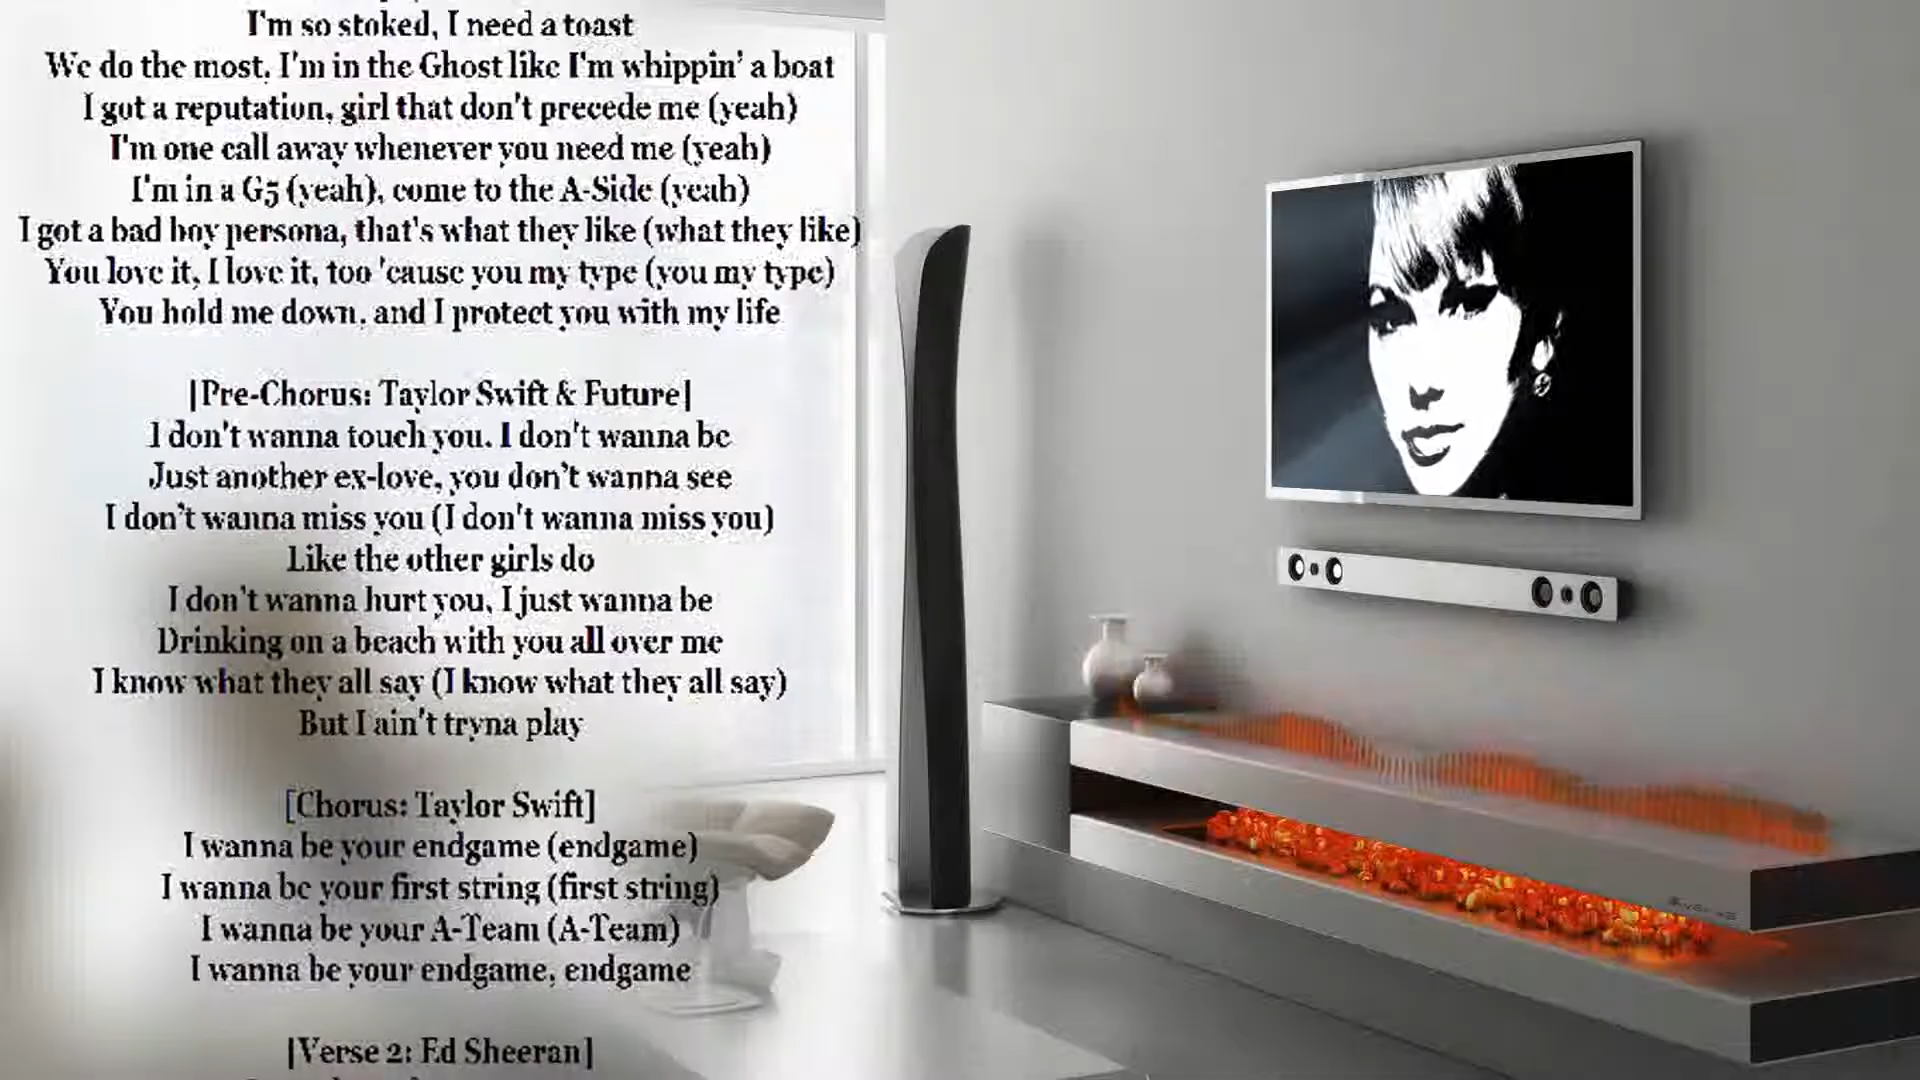 I'm so stoked, I need a toast
We do the most, I'm in the Ghost like I'm whippin' a boat
I got a reputation, girl that don't precede me (yeah)
I'm one call away whenever you need me (yeah)
I'm in a G5 (yeah), come to the A-Side (yeah)
I got a bad boy persona, that's what they like (what they like)
You love it, I love it, too 'cause you my type (you my type)
You hold me down, and I protect you with my life
[Pre-Chorus: Taylor Swift & Future]
I don't wanna touch you. I don't wanna be
Just another ex-love, you don't wanna see
I don't wanna miss you (I don't wanna miss you)
Like the other girls do
I don't wanna hurt you, I just wanna be
Drinking on a beach with you all over me
I know what they all say (I know what they all say)
But I ain't tryna play
[Chorus: Taylor Swift]
I wanna be your endgame (endgame)
I wanna be your first string (first string)
I wanna be your A-Team (A-Team)
I wanna be your endgame, endgame
[Verse 2: Ed Sheeran]